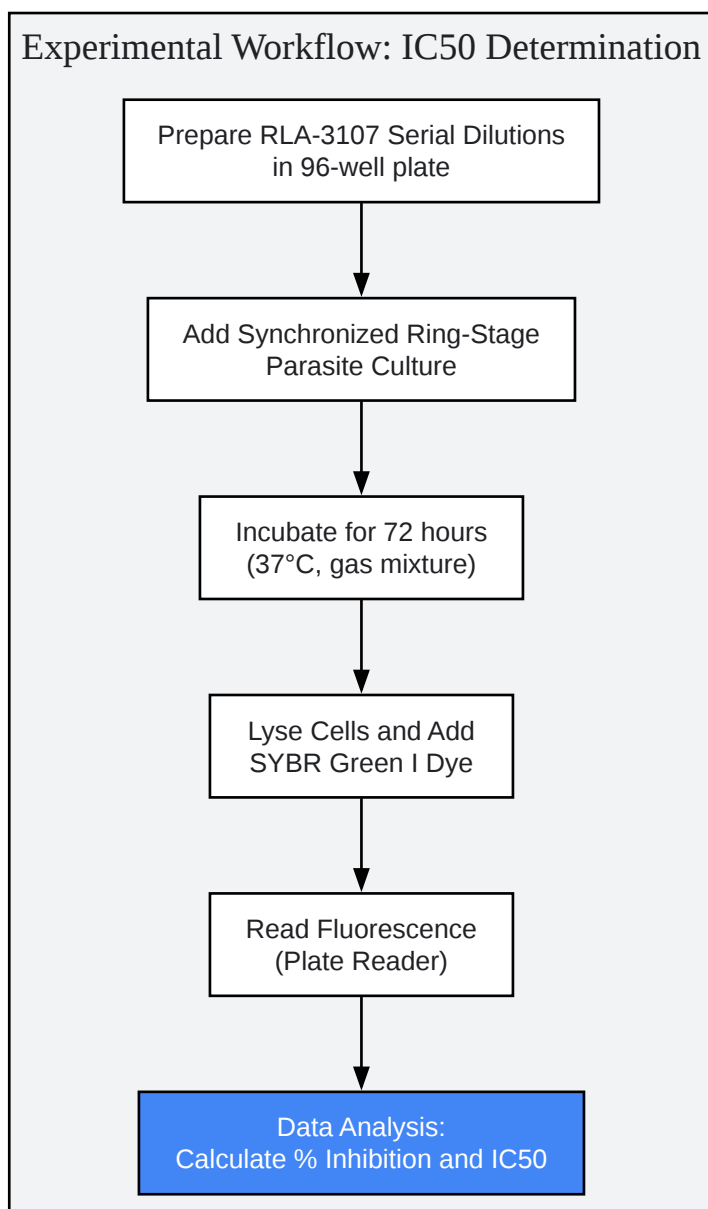 Experimental Workflow: IC50 Determination
Prepare RLA-3107 Serial Dilutions
in 96-well plate
Add Synchronized Ring-Stage
Parasite Culture
Incubate for 72 hours
(37°C, gas mixture)
Lyse Cells and Add
SYBR Green I Dye
Read Fluorescence
(Plate Reader)
Data Analysis:
Calculate % Inhibition and IC50